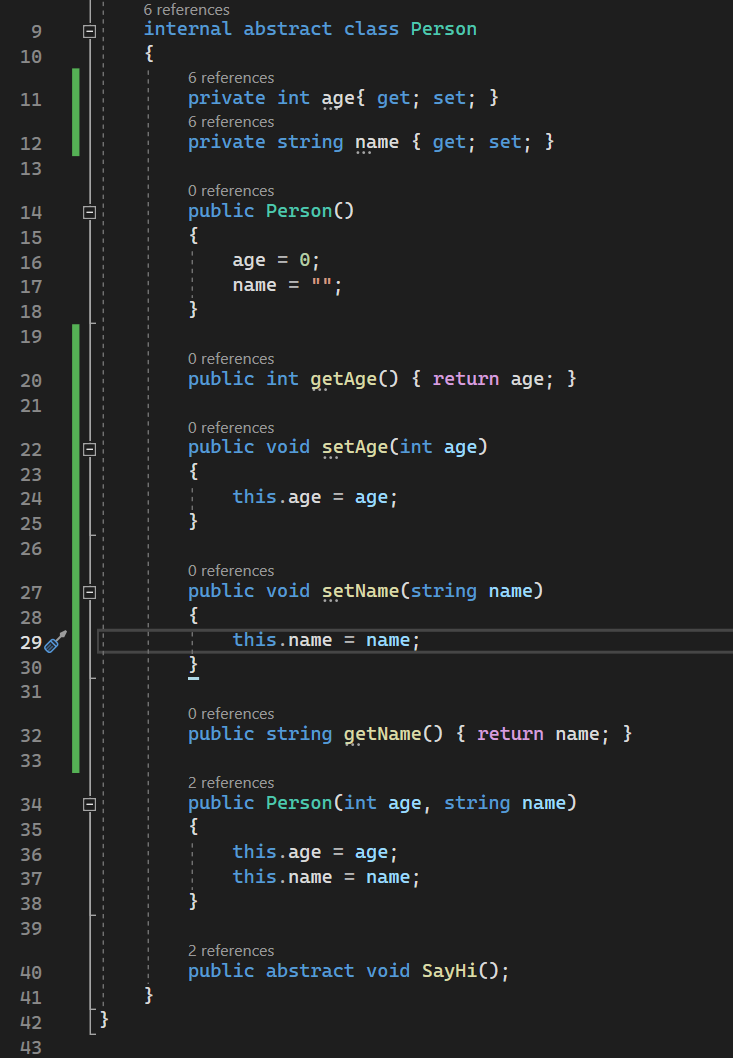 6 references
9 internal abstract class Person
10 {
6 references
11 private int age{ get; set; }
6 references
12 private string name { get; set; }
13
0 references
14 public Person()
15 {
16 age = 0;
17 name = "";
18 }
19
0 references
20 public int getAge() { return age; }
21
0 references
22 public void setAge(int age)
23 {
24 this.age = age;
25 }
26
0 references
27 public void setName(string name)
28 {
29 this.name = name;
30 }
31
0 references
32 public string getName() { return name; }
33
2 references
34 public Person(int age, string name)
35 {
36 this.age = age;
37 this.name = name;
38 }
39
2 references
40 public abstract void SayHi();
41 }
42 }
43